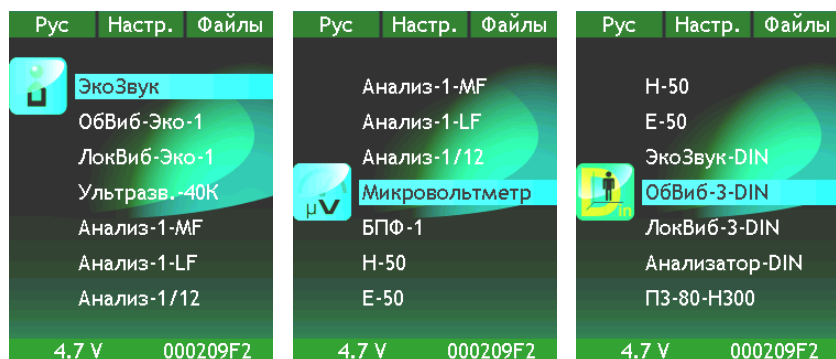 Рус Настр. Файлы
ЭкоЗвук
ОбВиб-Эко-1
ЛокВиб-Эко-1
Ультразв.-40К
Анализ-1-MF
Анализ-1-LF
Анализ-1/12
4.7 V 000209F2
Рус Настр. Файлы
Анализ-1-MF
Анализ-1-LF
Анализ-1/12
µV
Микровольтметр
БПФ-1
Н-50
Е-50
4.7 V 000209F2
Рус Настр. Файлы
Н-50
Е-50
ЭкоЗвук-DIN
Din
ОбВиб-3-DIN
ЛокВиб-3-DIN
Анализатор-DIN
П3-80-Н300
4.7 V 000209F2